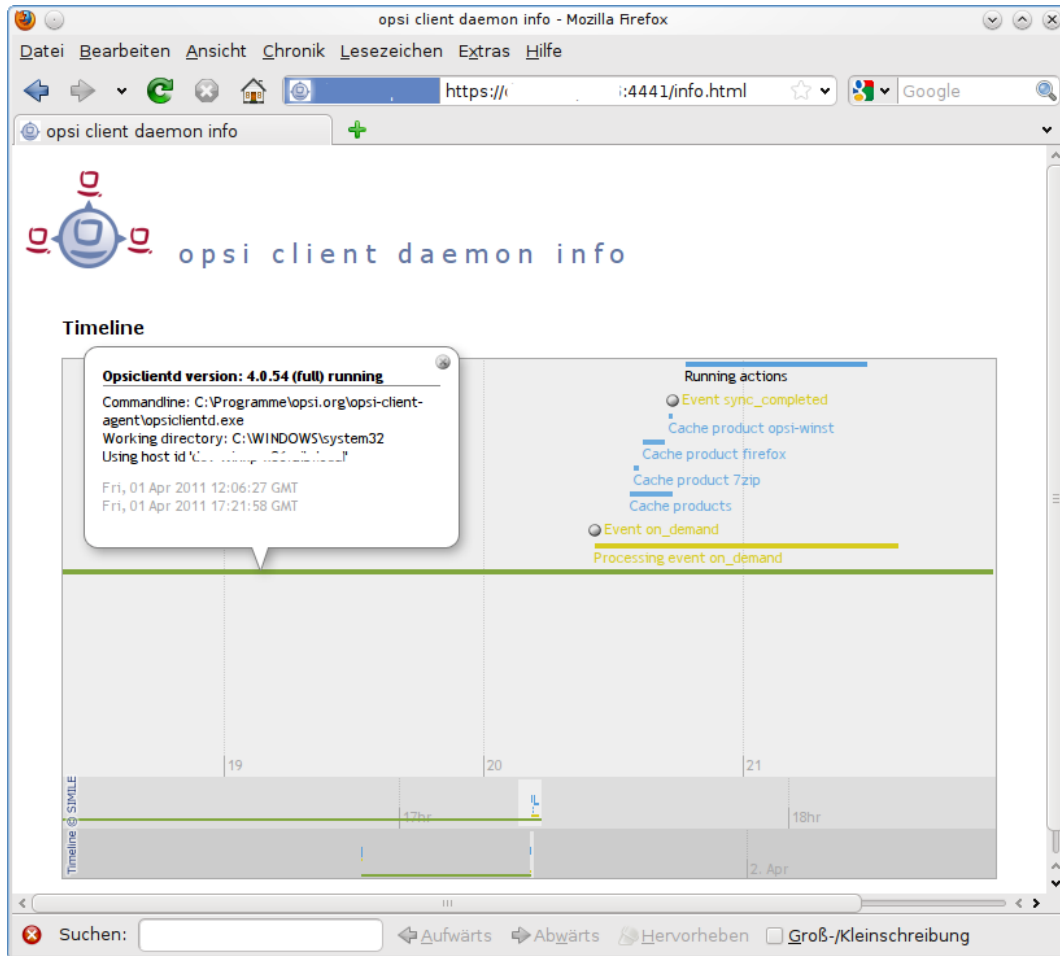 opsi client daemon info - Mozilla Firefox
Datei Bearbeiten Ansicht Chronik Lesezeichen Extras Hilfe
https:// :4441/info.html Google
opsi client daemon info
opsi client daemon info
Timeline
Opsiclientd version: 4.0.54 (full) running
Commandline: C:\Programme\opsi.org\opsi-client-
agent\opsiclientd.exe
Working directory: C:\WINDOWS\system32
Using host id '
Fri, 01 Apr 2011 12:06:27 GMT
Fri, 01 Apr 2011 17:21:58 GMT
Running actions
Event sync_completed
Cache product opsi-winst
Cache product firefox
Cache product 7zip
Cache products
Event on_demand
Processing event on_demand
19 20 21
17hr 18hr
2. Apr
Timeline © SIMILE
Suchen: Aufwärts Abwärts Hervorheben Groß-/Kleinschreibung